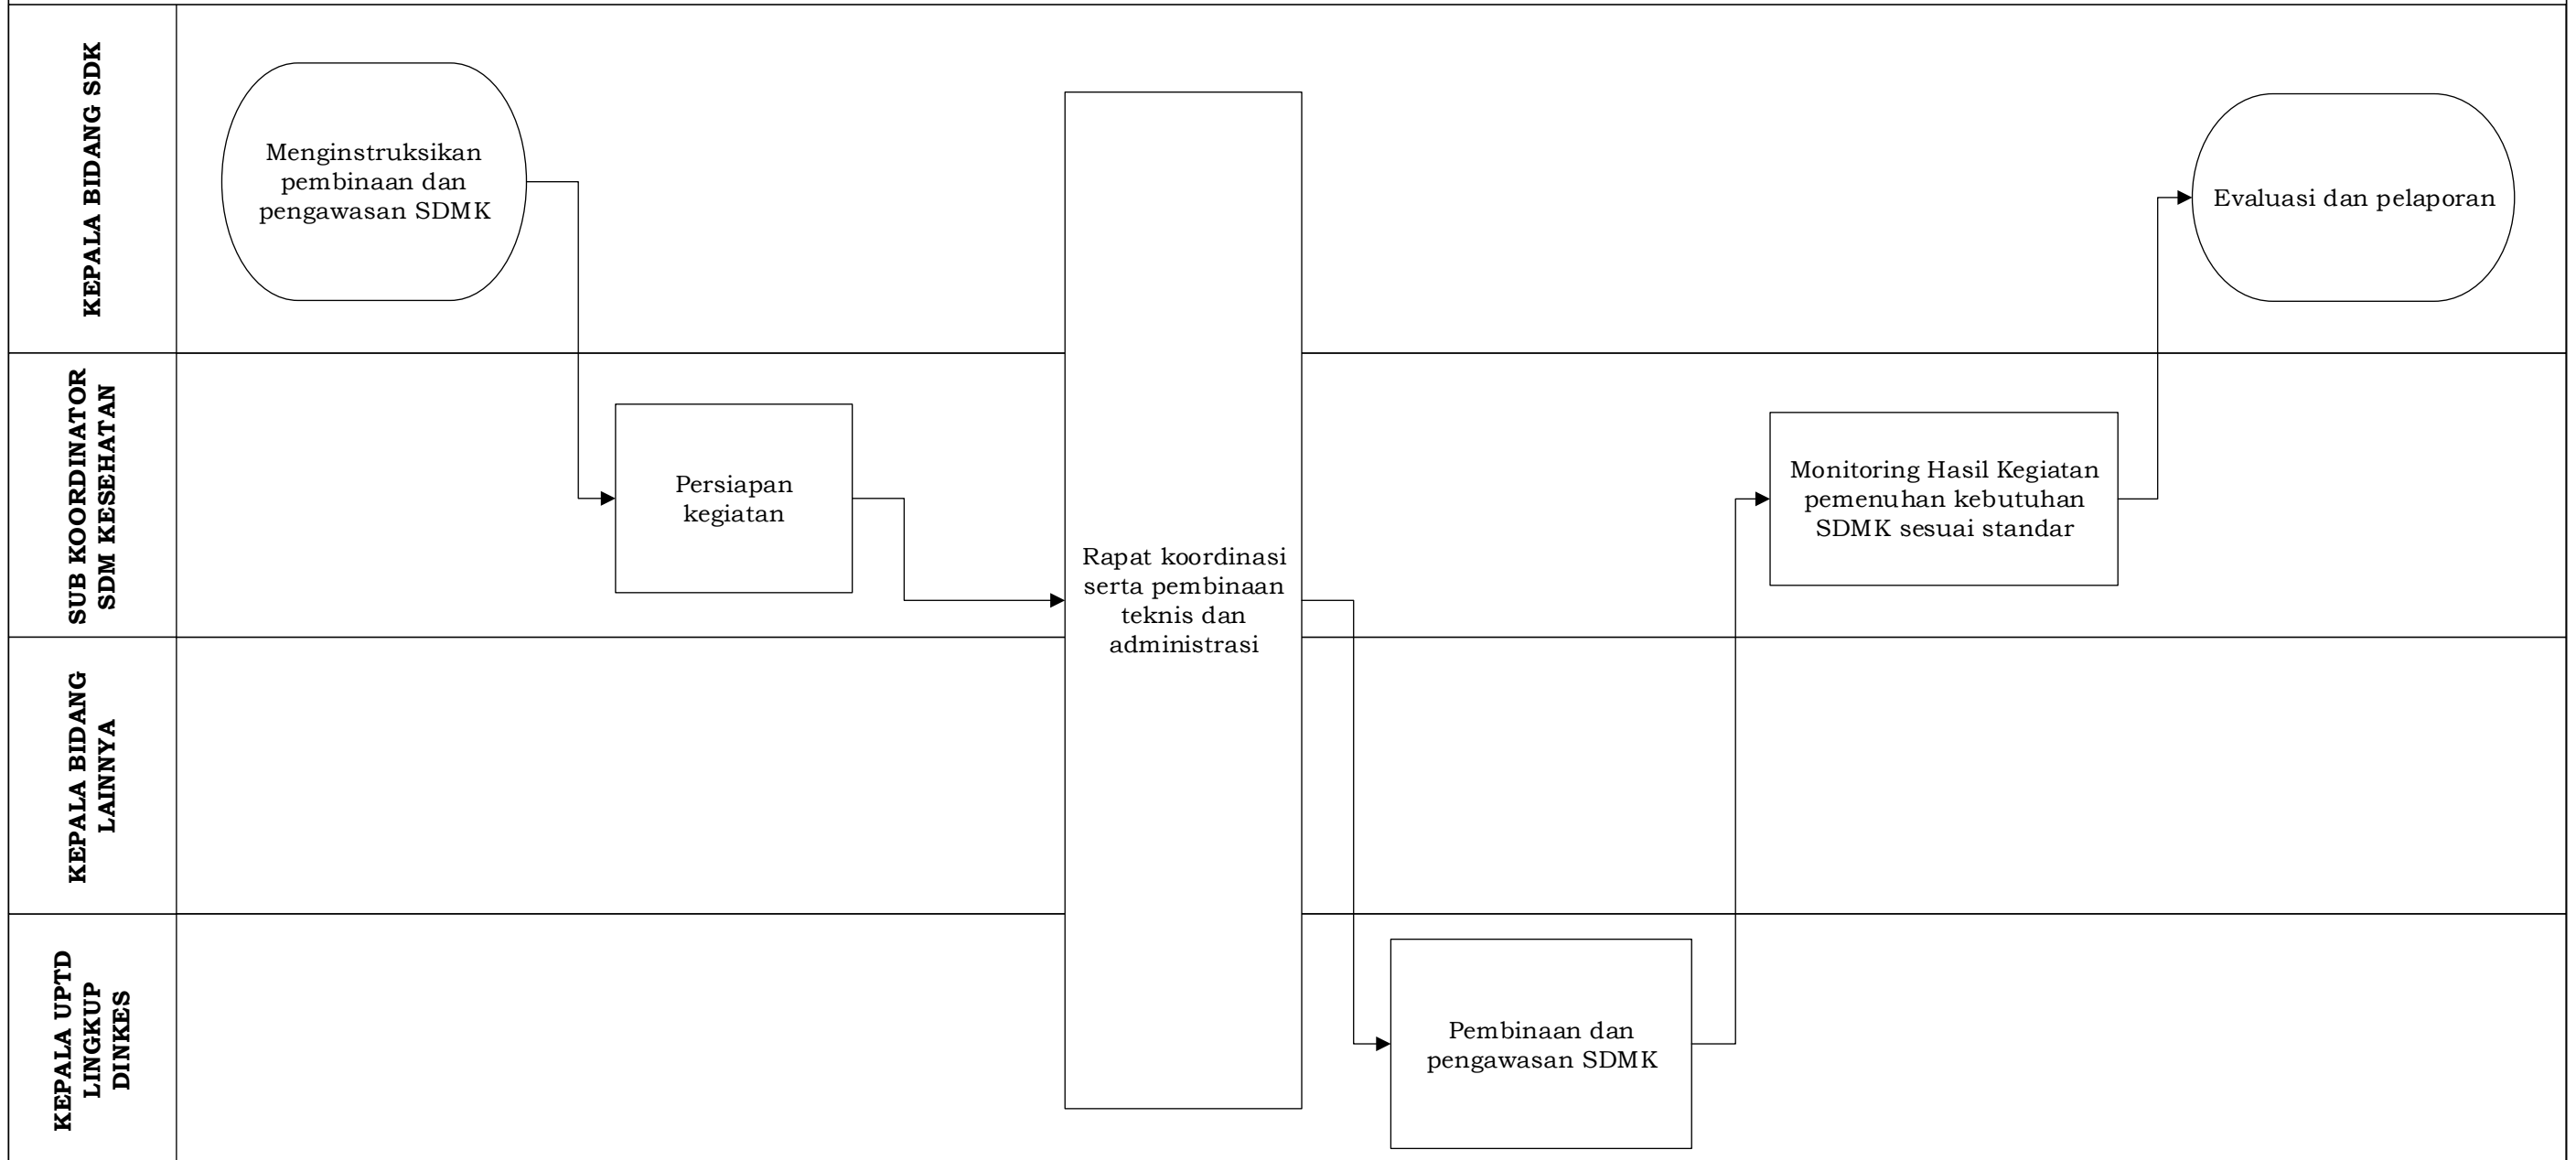 KEPALA BIDANG SDK
Menginstruksikan
pembinaan dan
pengawasan SDMK
Evaluasi dan pelaporan
SUB KOORDINATOR
SDM KESEHATAN
Persiapan
kegiatan
Rapat koordinasi
serta pembinaan
teknis dan
administrasi
Monitoring Hasil Kegiatan
pemenuhan kebutuhan
SDMK sesuai standar
KEPALA BIDANG
LAINNYA
KEPALA UPTD
LINGKUP
DINKES
Pembinaan dan
pengawasan SDMK